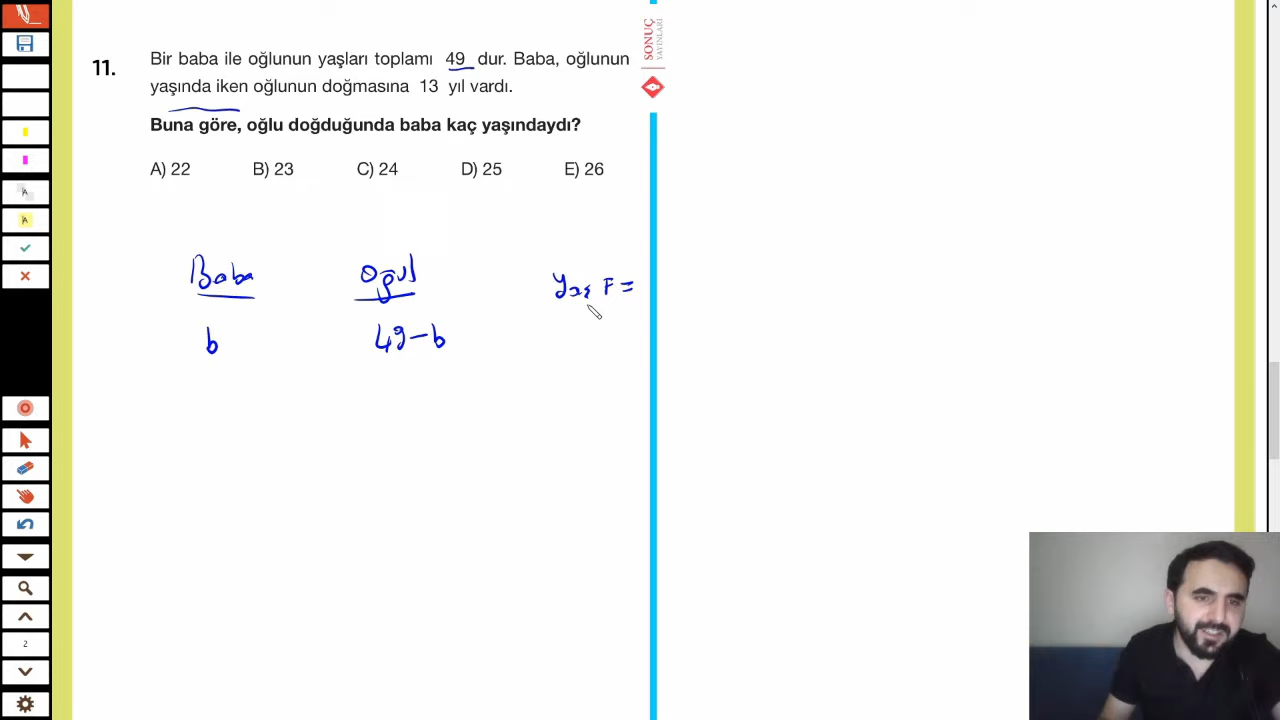 11.
Bir baba ile oğlunun yaşları toplamı 49 dur. Baba, oğlunun
yaşında iken oğlunun doğmasına 13 yıl vardı.
Buna göre, oğlu doğduğunda baba kaç yaşındaydı?
A) 22 B) 23 C) 24 D) 25 E) 26
SONUÇ
YAYINLARI
Baba Oğul Yaş F =
b 49-b
A
A
2